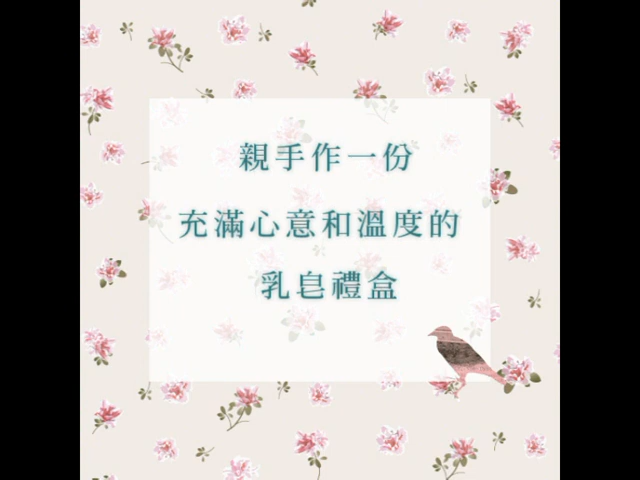 親手作一份
充滿心意和溫度的
乳皂禮盒